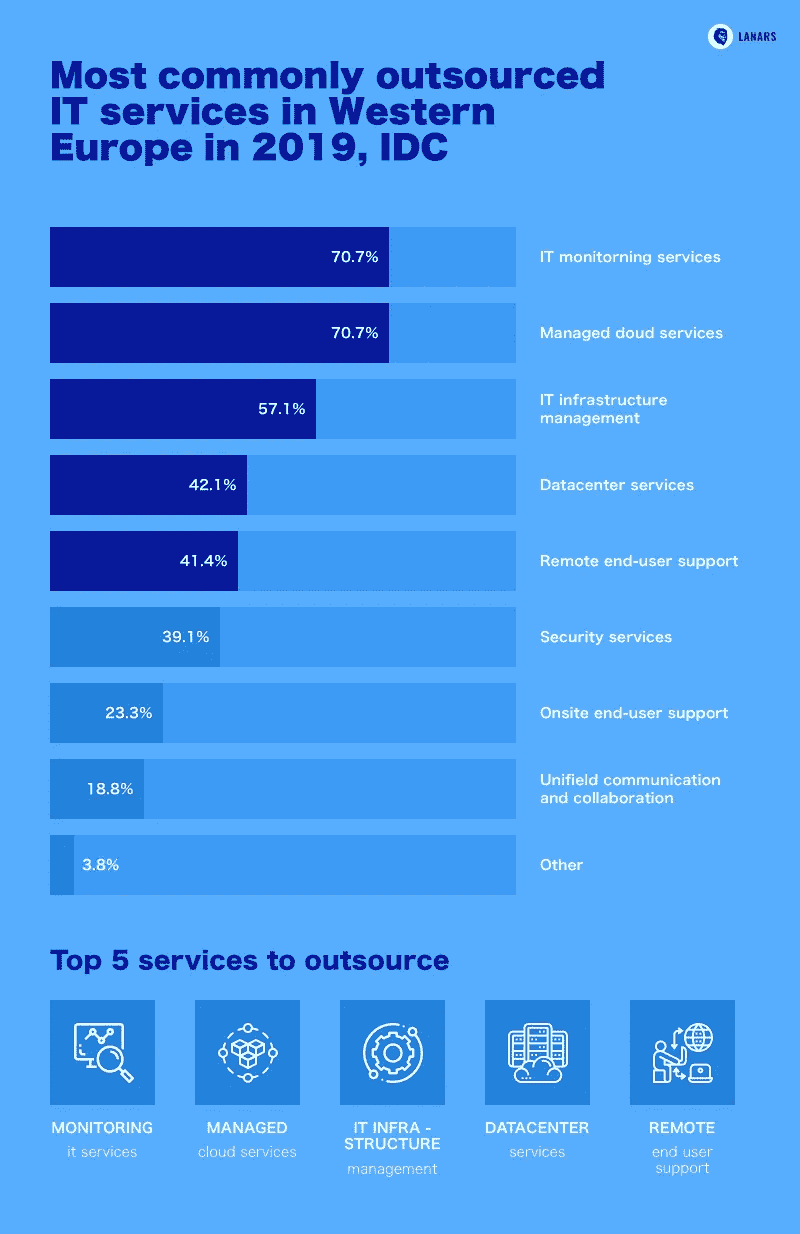 LANARS
Most commonly outsourced
IT services in Western
Europe in 2019, IDC
70.7%
IT monitorning services
70.7%
Managed doud services
57.1%
IT infrastructure
management
42.1%
Datacenter services
41.4%
Remote end-user support
39.1%
Security services
23.3%
Onsite end-user support
18.8%
Unifield communication
and collaboration
3.8%
Other
Top 5 services to outsource
MONITORING
it services
MANAGED
cloud services
IT INFRA -
STRUCTURE
management
DATACENTER
services
REMOTE
end user
support